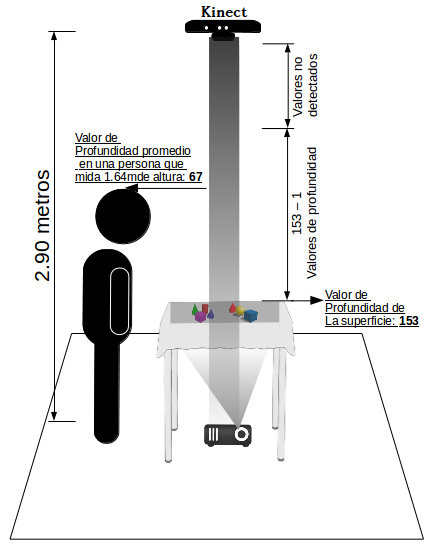 Kinect
Valores no
detectados
Valor de
Profundidad promedio
en una persona que
mida 1.64mde altura: 67
2.90 metros
153 – 1
Valores de profundidad
Valor de
Profundidad de
La superficie: 153